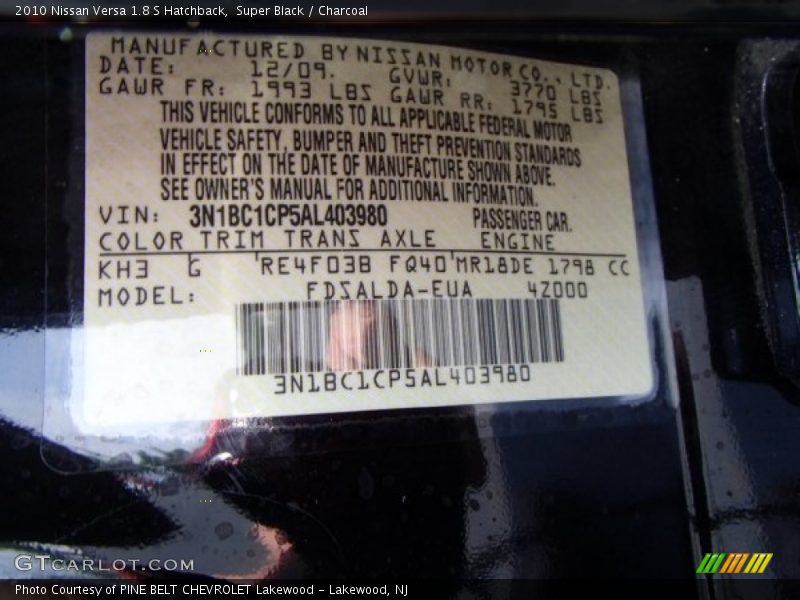 2010 Nissan Versa 1.8 S Hatchback,  Super Black / Charcoal
MANUFACTURED BY NISSAN MOTOR CO., LTD.
DATE: 12/09. GVWR: 3770 LBS
GAWR FR: 1993 LBS GAWR RR: 1795 LBS
THIS VEHICLE CONFORMS TO ALL APPLICABLE FEDERAL MOTOR
VEHICLE SAFETY, BUMPER AND THEFT PREVENTION STANDARDS
IN EFFECT ON THE DATE OF MANUFACTURE SHOWN ABOVE.
SEE OWNER'S MANUAL FOR ADDITIONAL INFORMATION.
VIN: 3N1BC1CP5AL403980 PASSENGER CAR.
COLOR TRIM TRANS AXLE ENGINE
KH3 G RE4F03B FQ40 MR18DE 1798 CC
MODEL: FDSALDA-EUA 4Z000
3N1BC1CP5AL403980
GTCARLOT.COM
Photo Courtesy of PINE BELT CHEVROLET Lakewood – Lakewood, NJ